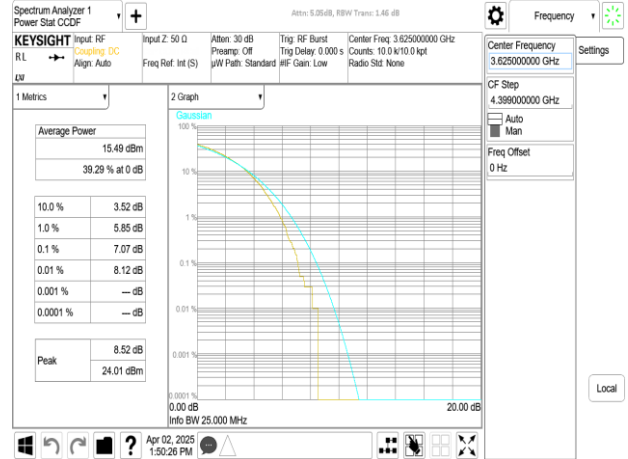 Spectrum Analyzer 1
Power Stat CCDF
Attn: 5.05dB, RBW Trans: 1.46 dB
Frequency
KEYSIGHT
RL
Input: RF
Coupling: DC
Align: Auto
Input Z: 50 Ω
Freq Ref: Int (S)
Atten: 30 dB
Preamp: Off
µW Path: Standard
Trig: RF Burst
Trig Delay: 0.000 s
#IF Gain: Low
Center Freq: 3.625000000 GHz
Counts: 10.0 k/10.0 kpt
Radio Std: None
Center Frequency
3.625000000 GHz
Settings
CF Step
4.399000000 GHz
Auto
Man
Freq Offset
0 Hz
Local
1 Metrics
Average Power
15.49 dBm
39.29 % at 0 dB
10.0 % 3.52 dB
1.0 % 5.85 dB
0.1 % 7.07 dB
0.01 % 8.12 dB
0.001 % --- dB
0.0001 % --- dB
Peak
8.52 dB
24.01 dBm
2 Graph
Gaussian
100 %
10 %
1 %
0.1 %
0.01 %
0.001 %
0.0001 %
0.00 dB
20.00 dB
Info BW 25.000 MHz
?
Apr 02, 2025
1:50:26 PM